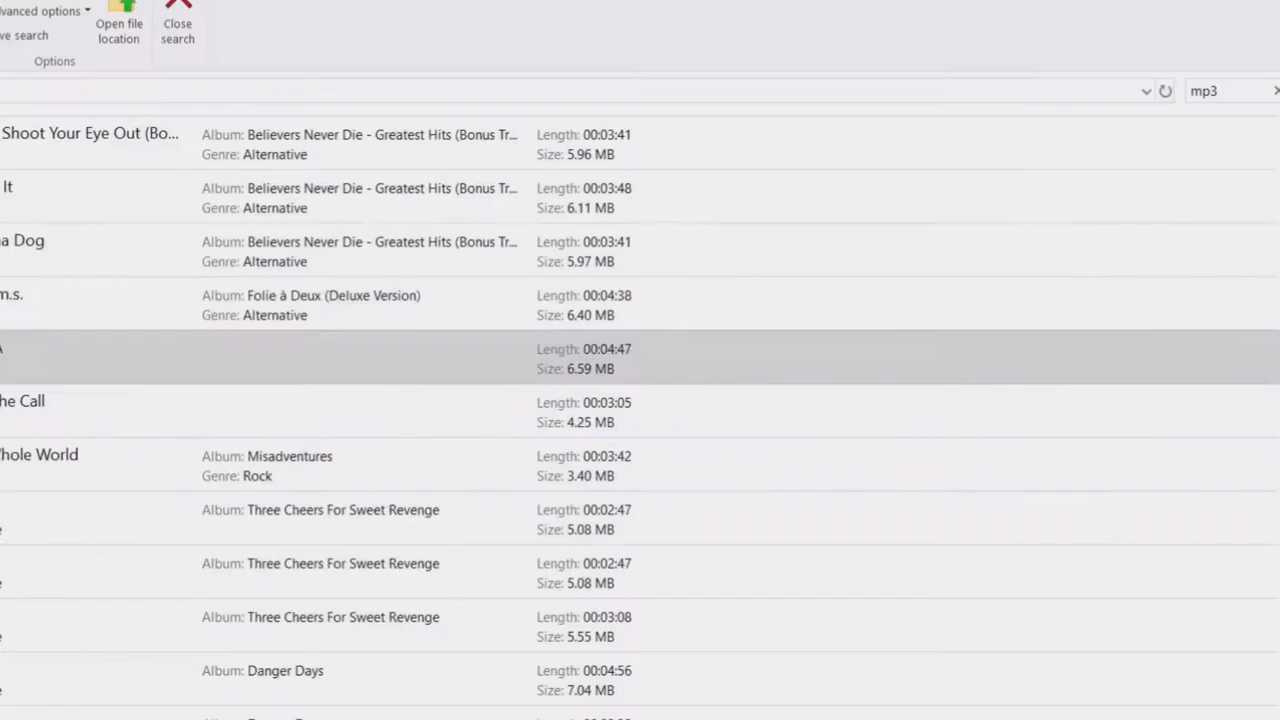 dvanced options
ve search
Open file
location
Close
search
Options
mp3
Shoot Your Eye Out (Bo...
Album: Believers Never Die - Greatest Hits (Bonus Tr...
Length: 00:03:41
Genre: Alternative
Size: 5.96 MB
It
Album: Believers Never Die - Greatest Hits (Bonus Tr...
Length: 00:03:48
Genre: Alternative
Size: 6.11 MB
a Dog
Album: Believers Never Die - Greatest Hits (Bonus Tr...
Length: 00:03:41
Genre: Alternative
Size: 5.97 MB
m.s.
Album: Folie à Deux (Deluxe Version)
Length: 00:04:38
Genre: Alternative
Size: 6.40 MB
Length: 00:04:47
Size: 6.59 MB
he Call
Length: 00:03:05
Size: 4.25 MB
Whole World
Album: Misadventures
Length: 00:03:42
Genre: Rock
Size: 3.40 MB
Album: Three Cheers For Sweet Revenge
Length: 00:02:47
e
Size: 5.08 MB
Album: Three Cheers For Sweet Revenge
Length: 00:02:47
e
Size: 5.08 MB
Album: Three Cheers For Sweet Revenge
Length: 00:03:08
e
Size: 5.55 MB
Album: Danger Days
Length: 00:04:56
e
Size: 7.04 MB